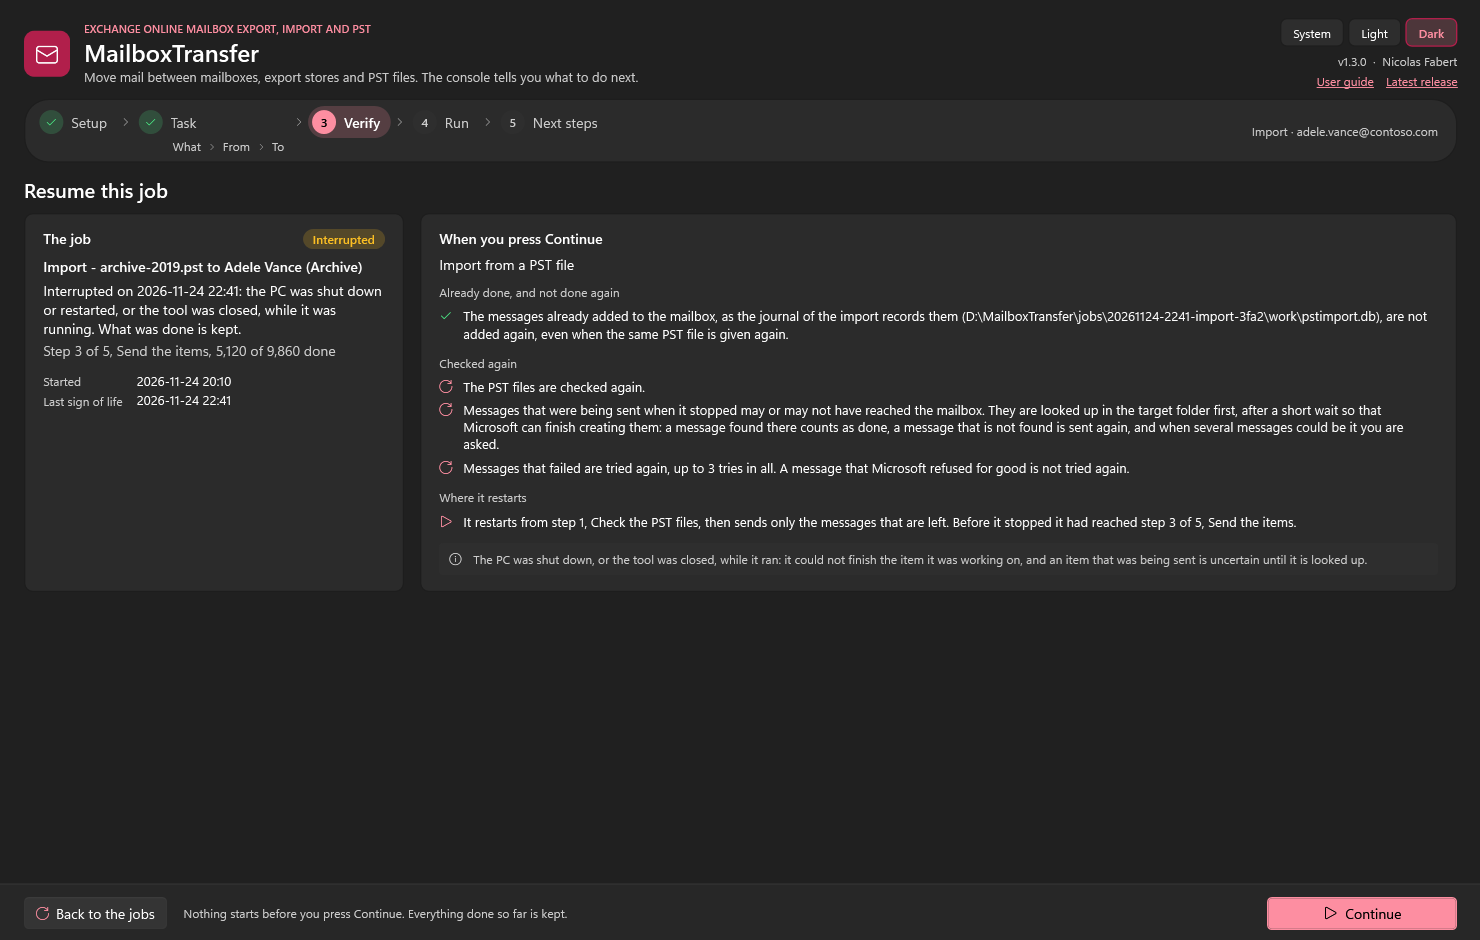 EXCHANGE ONLINE MAILBOX EXPORT, IMPORT AND PST
MailboxTransfer
Move mail between mailboxes, export stores and PST files. The console tells you what to do next.
System
Light
Dark
v1.3.0 · Nicolas Fabert
User guide
Latest release
Setup
Task
3 Verify
4 Run
5 Next steps
What
From
To
Import · adele.vance@contoso.com
Resume this job
The job
Interrupted
Import - archive-2019.pst to Adele Vance (Archive)
Interrupted on 2026-11-24 22:41: the PC was shut down
or restarted, or the tool was closed, while it was
running. What was done is kept.
Step 3 of 5, Send the items, 5,120 of 9,860 done
Started 2026-11-24 20:10
Last sign of life 2026-11-24 22:41
When you press Continue
Import from a PST file
Already done, and not done again
The messages already added to the mailbox, as the journal of the import records them (D:\MailboxTransfer\jobs\20261124-2241-import-3fa2\work\pstimport.db), are not
added again, even when the same PST file is given again.
Checked again
The PST files are checked again.
Messages that were being sent when it stopped may or may not have reached the mailbox. They are looked up in the target folder first, after a short wait so that
Microsoft can finish creating them: a message found there counts as done, a message that is not found is sent again, and when several messages could be it you are
asked.
Messages that failed are tried again, up to 3 tries in all. A message that Microsoft refused for good is not tried again.
Where it restarts
It restarts from step 1, Check the PST files, then sends only the messages that are left. Before it stopped it had reached step 3 of 5, Send the items.
The PC was shut down, or the tool was closed, while it ran: it could not finish the item it was working on, and an item that was being sent is uncertain until it is looked up.
Back to the jobs
Nothing starts before you press Continue. Everything done so far is kept.
Continue